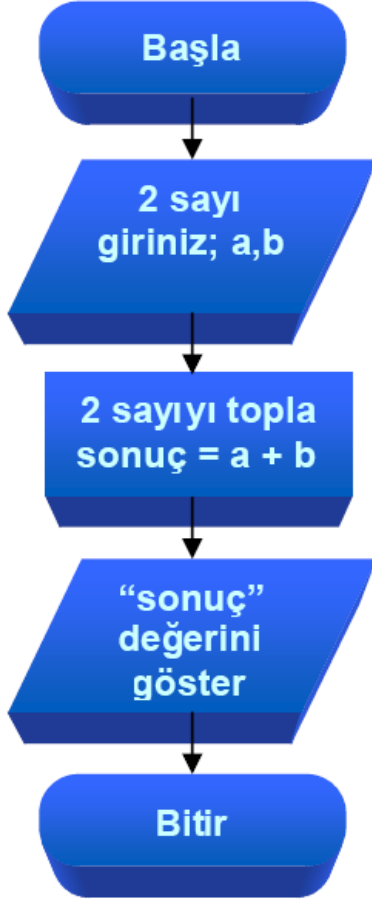 Başla
2 sayı
giriniz; a,b
2 sayıyı topla
sonuç = a + b
“sonuç”
değerini
göster
Bitir